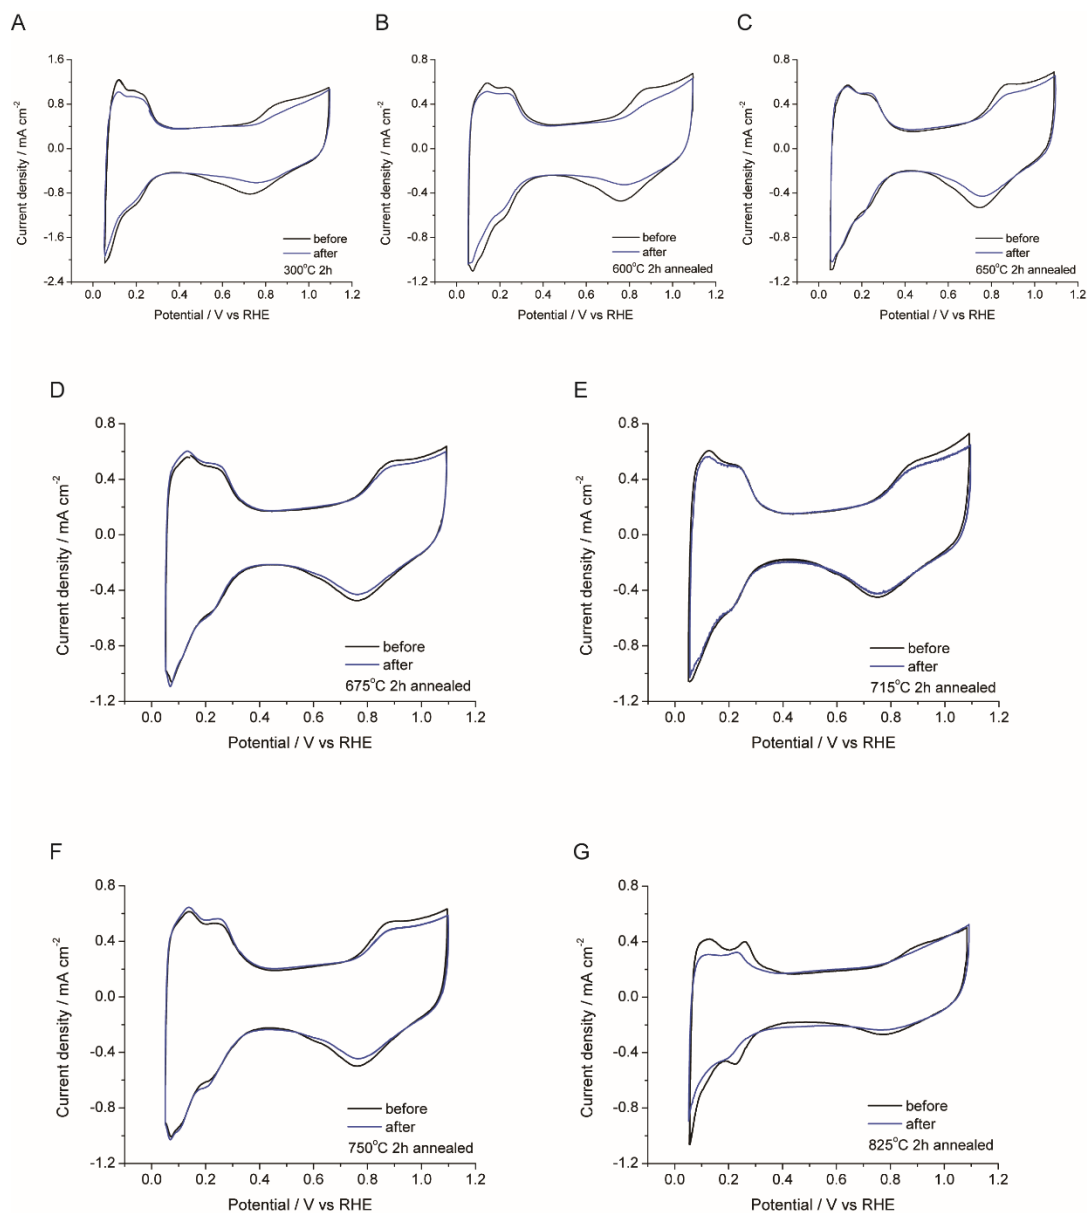 A
B
C
Current density / mA cm⁻²
1.6
0.8
0.0
-0.8
-1.6
-2.4
before
after
300°C 2h
0.0 0.2 0.4 0.6 0.8 1.0 1.2
Potential / V vs RHE
Current density / mA cm⁻²
0.8
0.4
0.0
-0.4
-0.8
-1.2
before
after
600°C 2h annealed
0.0 0.2 0.4 0.6 0.8 1.0 1.2
Potential / V vs RHE
Current density / mA cm⁻²
0.8
0.4
0.0
-0.4
-0.8
-1.2
before
after
650°C 2h annealed
0.0 0.2 0.4 0.6 0.8 1.0 1.2
Potential / V vs RHE
D
E
Current density / mA cm⁻²
0.8
0.4
0.0
-0.4
-0.8
-1.2
before
after
675°C 2h annealed
0.0 0.2 0.4 0.6 0.8 1.0 1.2
Potential / V vs RHE
Current density / mA cm⁻²
0.8
0.4
0.0
-0.4
-0.8
-1.2
before
after
715°C 2h annealed
0.0 0.2 0.4 0.6 0.8 1.0 1.2
Potential / V vs RHE
F
G
Current density / mA cm⁻²
0.8
0.4
0.0
-0.4
-0.8
-1.2
before
after
750°C 2h annealed
0.0 0.2 0.4 0.6 0.8 1.0 1.2
Potential / V vs RHE
Current density / mA cm⁻²
0.8
0.4
0.0
-0.4
-0.8
-1.2
before
after
825°C 2h annealed
0.0 0.2 0.4 0.6 0.8 1.0 1.2
Potential / V vs RHE